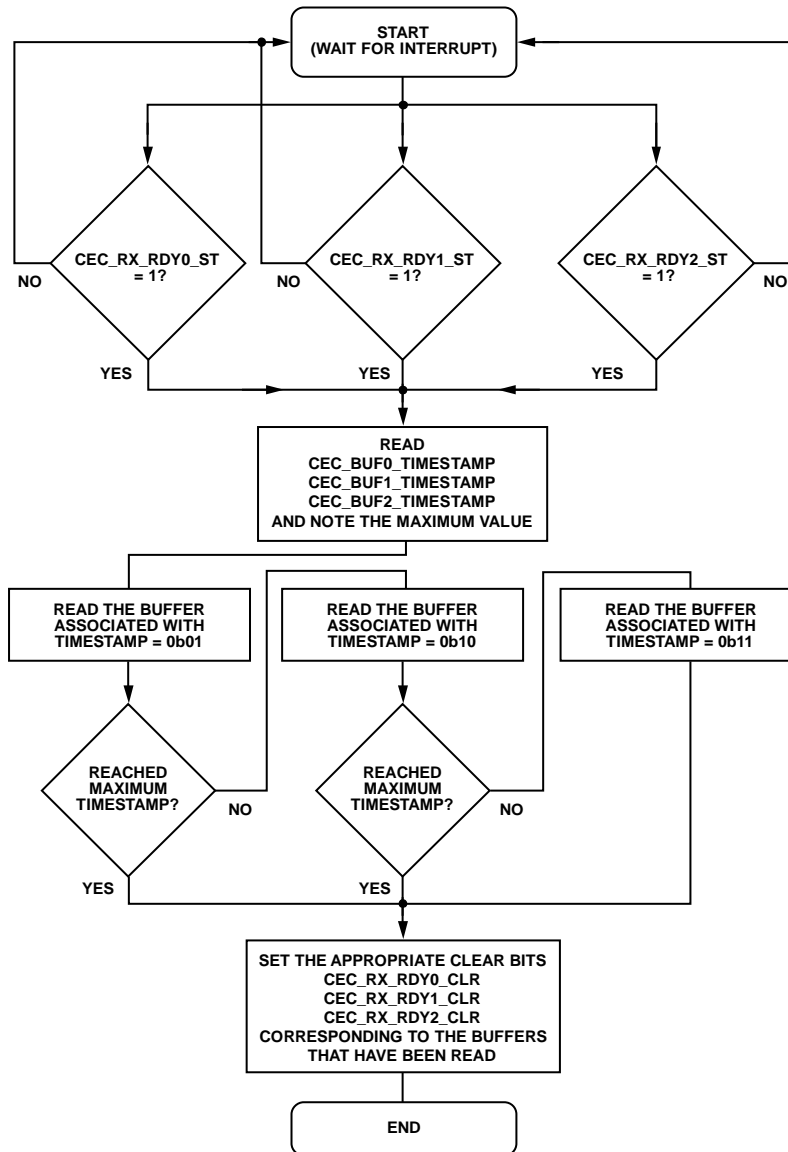 START
(WAIT FOR INTERRUPT)
CEC_RX_RDY0_ST
= 1?
NO
YES
CEC_RX_RDY1_ST
= 1?
NO
YES
CEC_RX_RDY2_ST
= 1?
NO
YES
READ
CEC_BUF0_TIMESTAMP
CEC_BUF1_TIMESTAMP
CEC_BUF2_TIMESTAMP
AND NOTE THE MAXIMUM VALUE
READ THE BUFFER
ASSOCIATED WITH
TIMESTAMP = 0b01
READ THE BUFFER
ASSOCIATED WITH
TIMESTAMP = 0b10
READ THE BUFFER
ASSOCIATED WITH
TIMESTAMP = 0b11
REACHED
MAXIMUM
TIMESTAMP?
NO
YES
REACHED
MAXIMUM
TIMESTAMP?
NO
YES
SET THE APPROPRIATE CLEAR BITS
CEC_RX_RDY0_CLR
CEC_RX_RDY1_CLR
CEC_RX_RDY2_CLR
CORRESPONDING TO THE BUFFERS
THAT HAVE BEEN READ
END